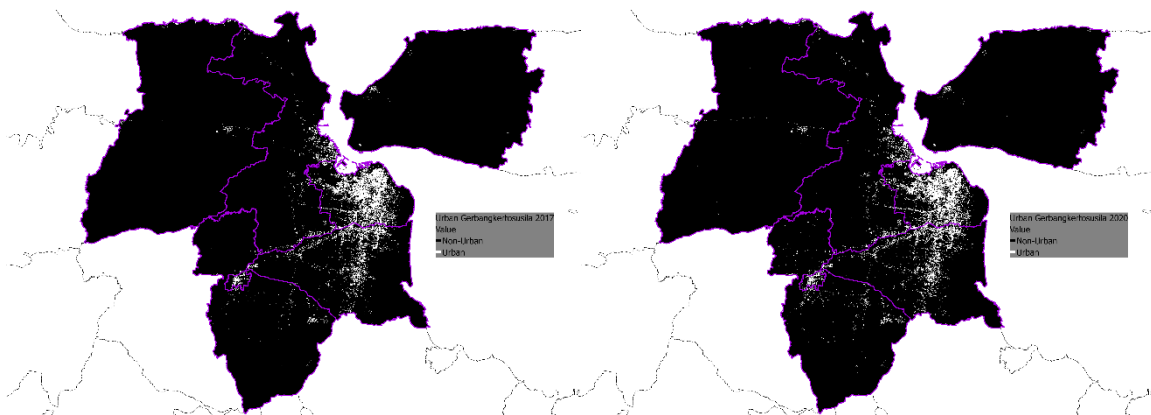 Urban Gerbangkertosusila 2017
Value
Non-Urban
Urban
Urban Gerbangkertosusila 2020
Value
Non-Urban
Urban